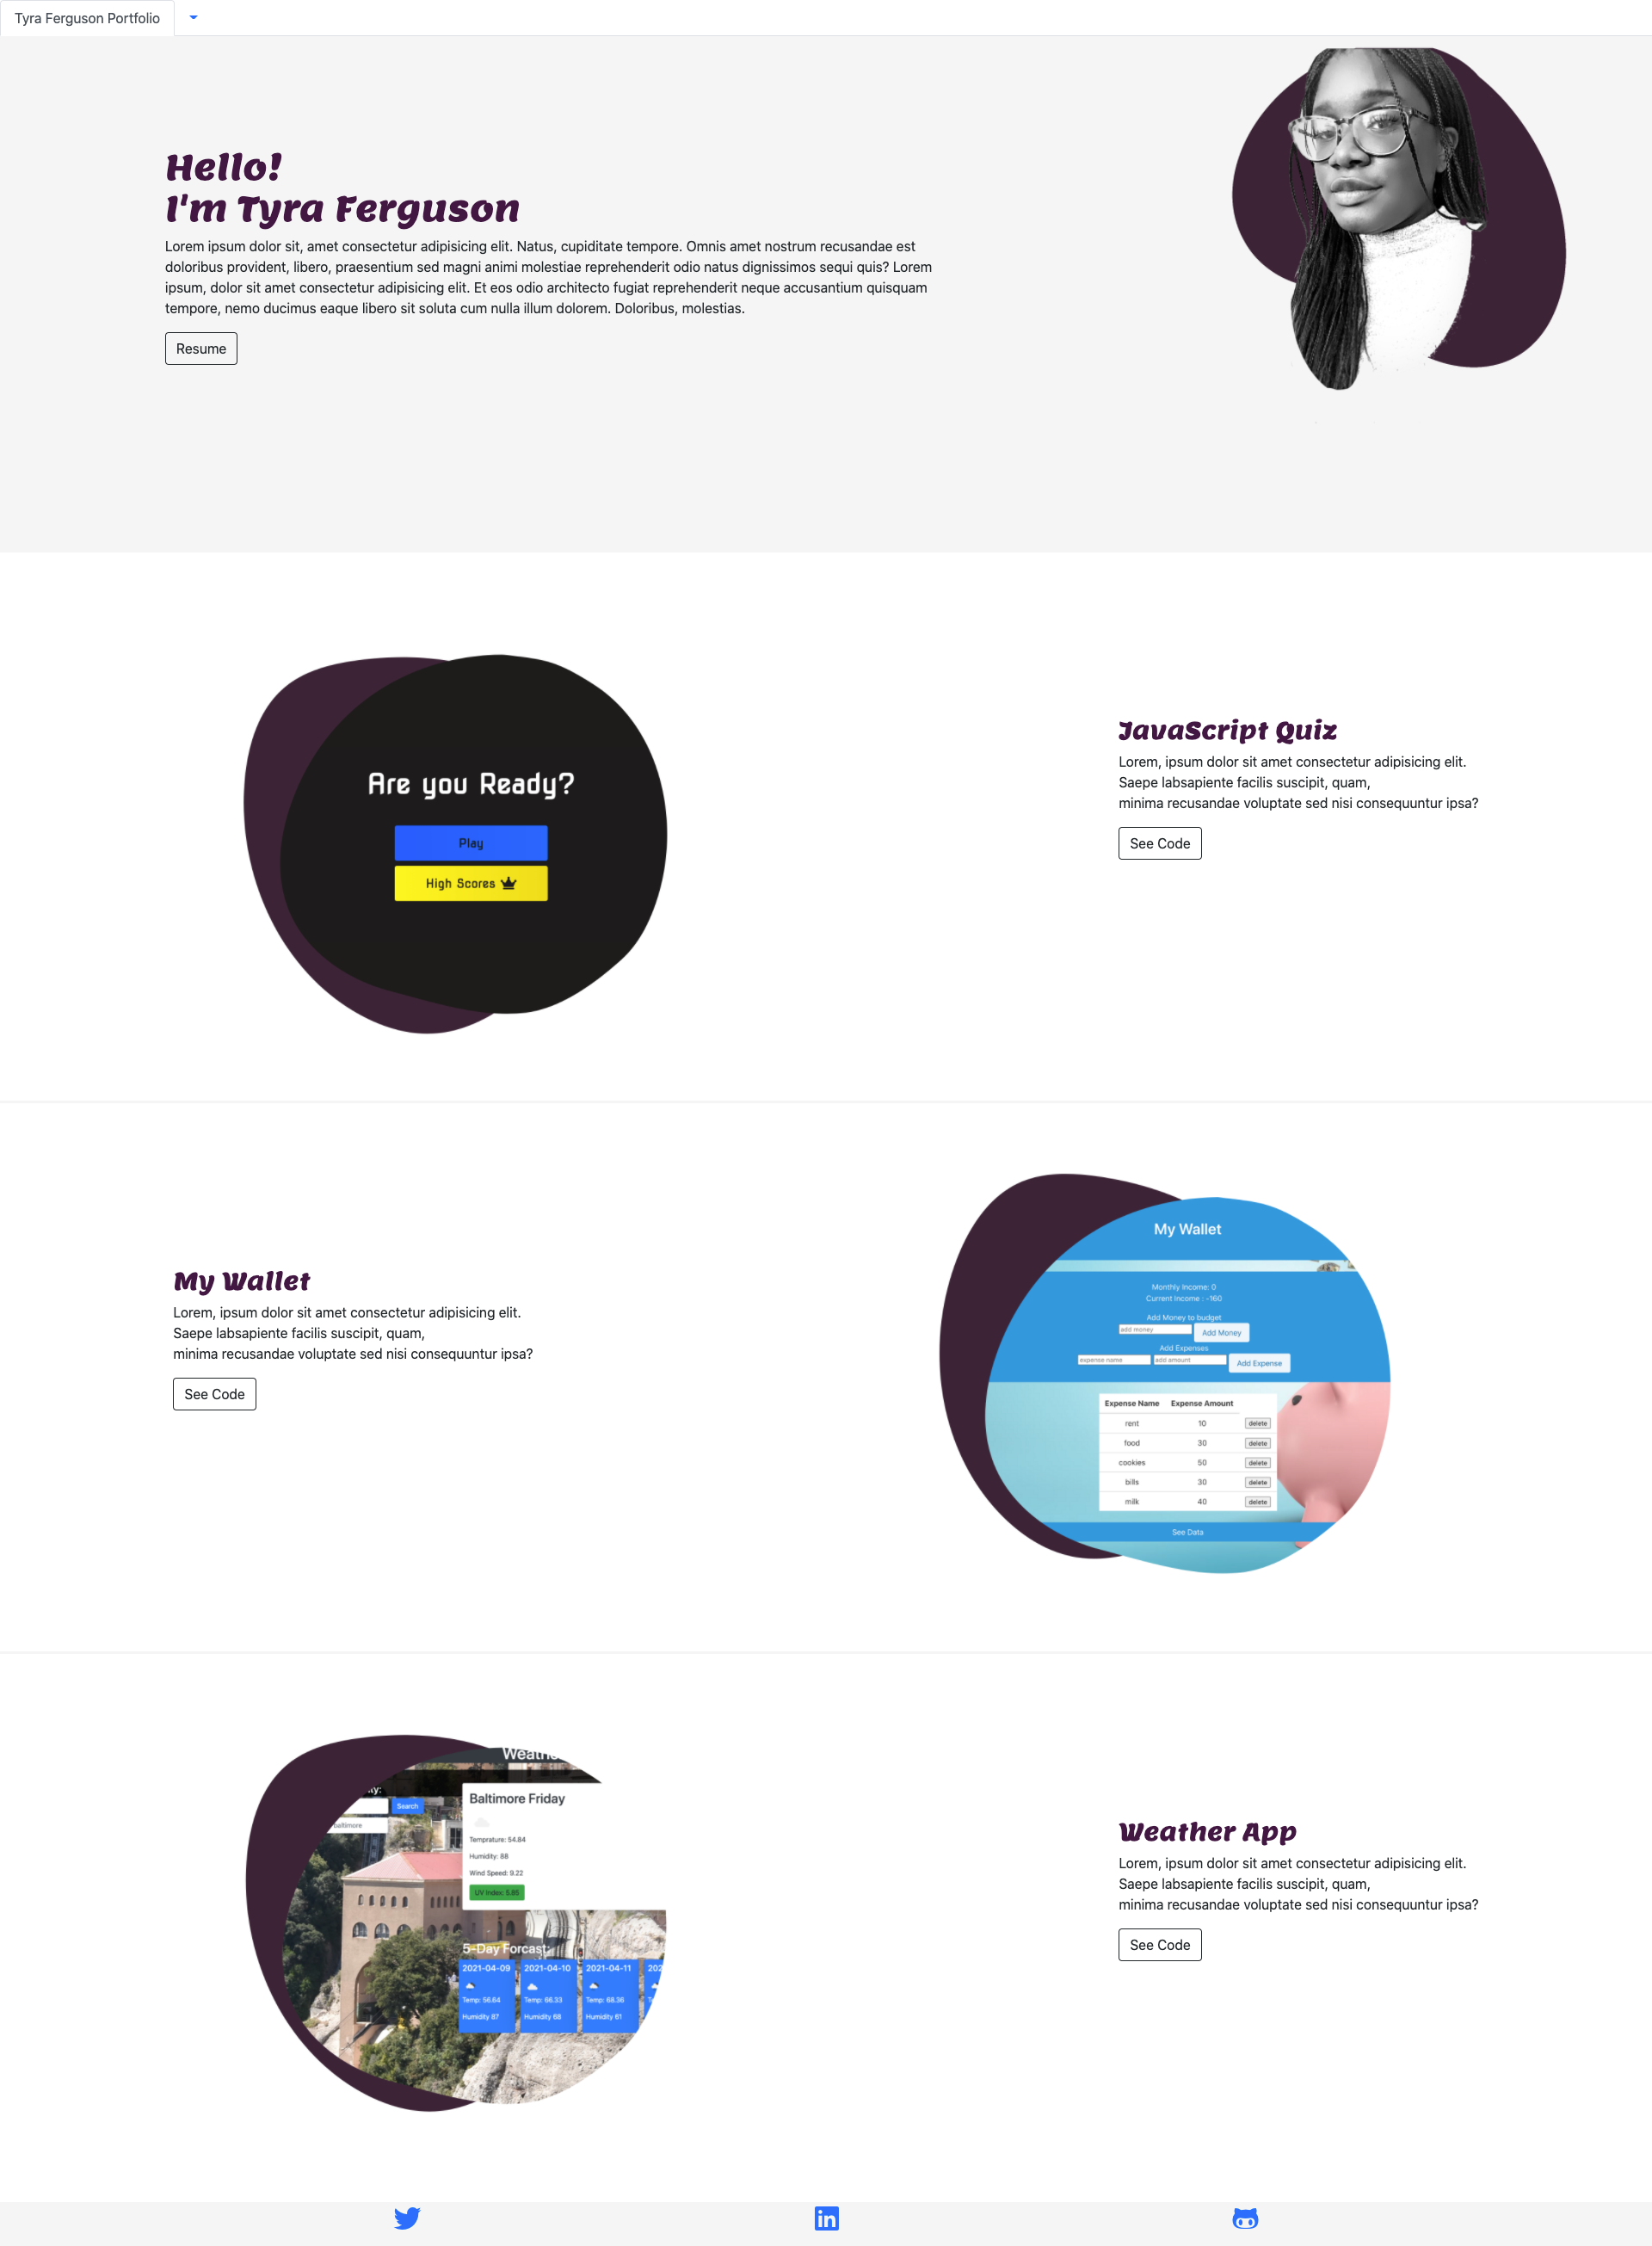 Tyra Ferguson Portfolio
Hello!
I'm Tyra Ferguson
Lorem ipsum dolor sit, amet consectetur adipisicing elit. Natus, cupiditate tempore. Omnis amet nostrum recusandae est
doloribus provident, libero, praesentium sed magni animi molestiae reprehenderit odio natus dignissimos sequi quis? Lorem
ipsum, dolor sit amet consectetur adipisicing elit. Et eos odio architecto fugiat reprehenderit neque accusantium quisquam
tempore, nemo ducimus eaque libero sit soluta cum nulla illum dolorem. Doloribus, molestias.
Resume
Are you Ready?
Play
High Scores
JavaScript Quiz
Lorem, ipsum dolor sit amet consectetur adipisicing elit.
Saepe labsapiente facilis suscipit, quam,
minima recusandae voluptate sed nisi consequuntur ipsa?
See Code
My Wallet
Lorem, ipsum dolor sit amet consectetur adipisicing elit.
Saepe labsapiente facilis suscipit, quam,
minima recusandae voluptate sed nisi consequuntur ipsa?
See Code
My Wallet
Monthly Income: 0
Current Income : -160
Add Money to budget
add money Add Money
Add Expenses
expense name add amount Add Expense
Expense Name Expense Amount
rent 10 delete
food 30 delete
cookies 50 delete
bills 30 delete
milk 40 delete
See Data
Search
baltimore
Baltimore Friday
Temprature: 54.84
Humidity: 88
Wind Speed: 9.22
UV Index: 5.85
5-Day Forcast:
2021-04-09 2021-04-10 2021-04-11 202
Temp: 56.64 Temp: 66.33 Temp: 68.36
Humidity 87 Humidity 68 Humidity 61
Weather App
Lorem, ipsum dolor sit amet consectetur adipisicing elit.
Saepe labsapiente facilis suscipit, quam,
minima recusandae voluptate sed nisi consequuntur ipsa?
See Code